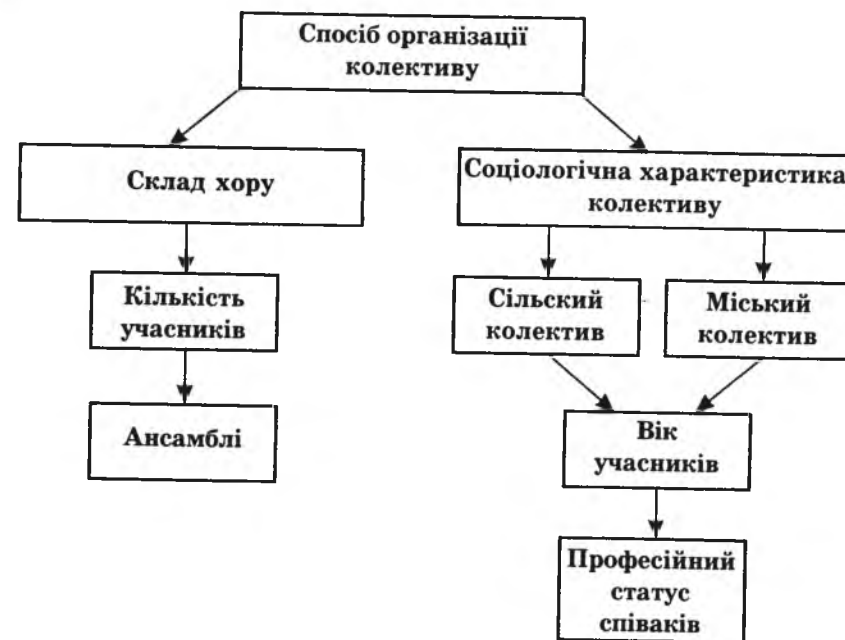 Спосіб організації
колективу
Склад хору
Соціологічна характеристика
колективу
Кількість
учасників
Сільский
колектив
Міський
колектив
Ансамблі
Вік
учасників
Професійний
статус
співаків